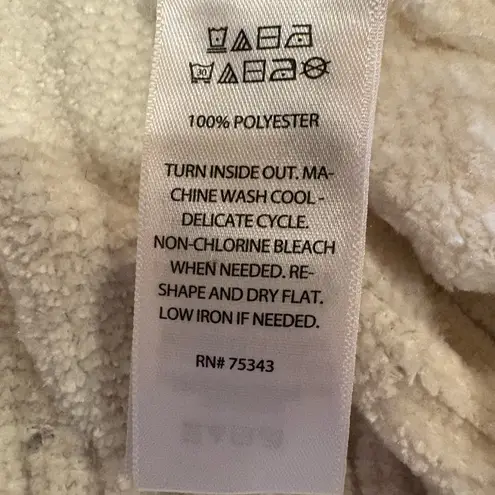 30
100% POLYESTER
TURN INSIDE OUT. MA-
CHINE WASH COOL -
DELICATE CYCLE.
NON-CHLORINE BLEACH
WHEN NEEDED. RE-
SHAPE AND DRY FLAT.
LOW IRON IF NEEDED.
RN# 75343